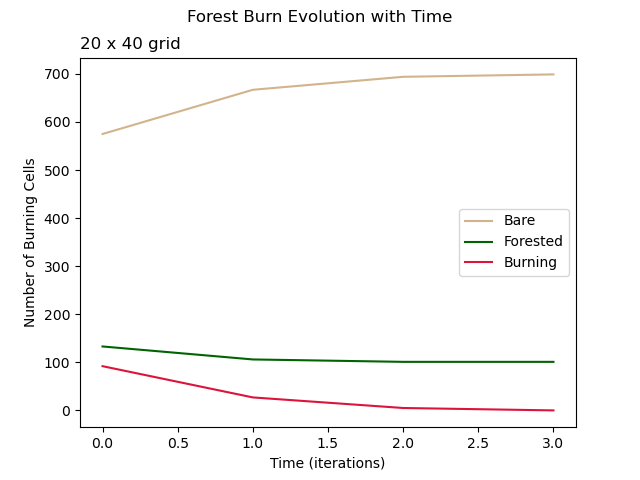 Forest Burn Evolution with Time
20 x 40 grid
Number of Burning Cells
700
600
500
400
300
200
100
0
Bare
Forested
Burning
0.0 0.5 1.0 1.5 2.0 2.5 3.0
Time (iterations)